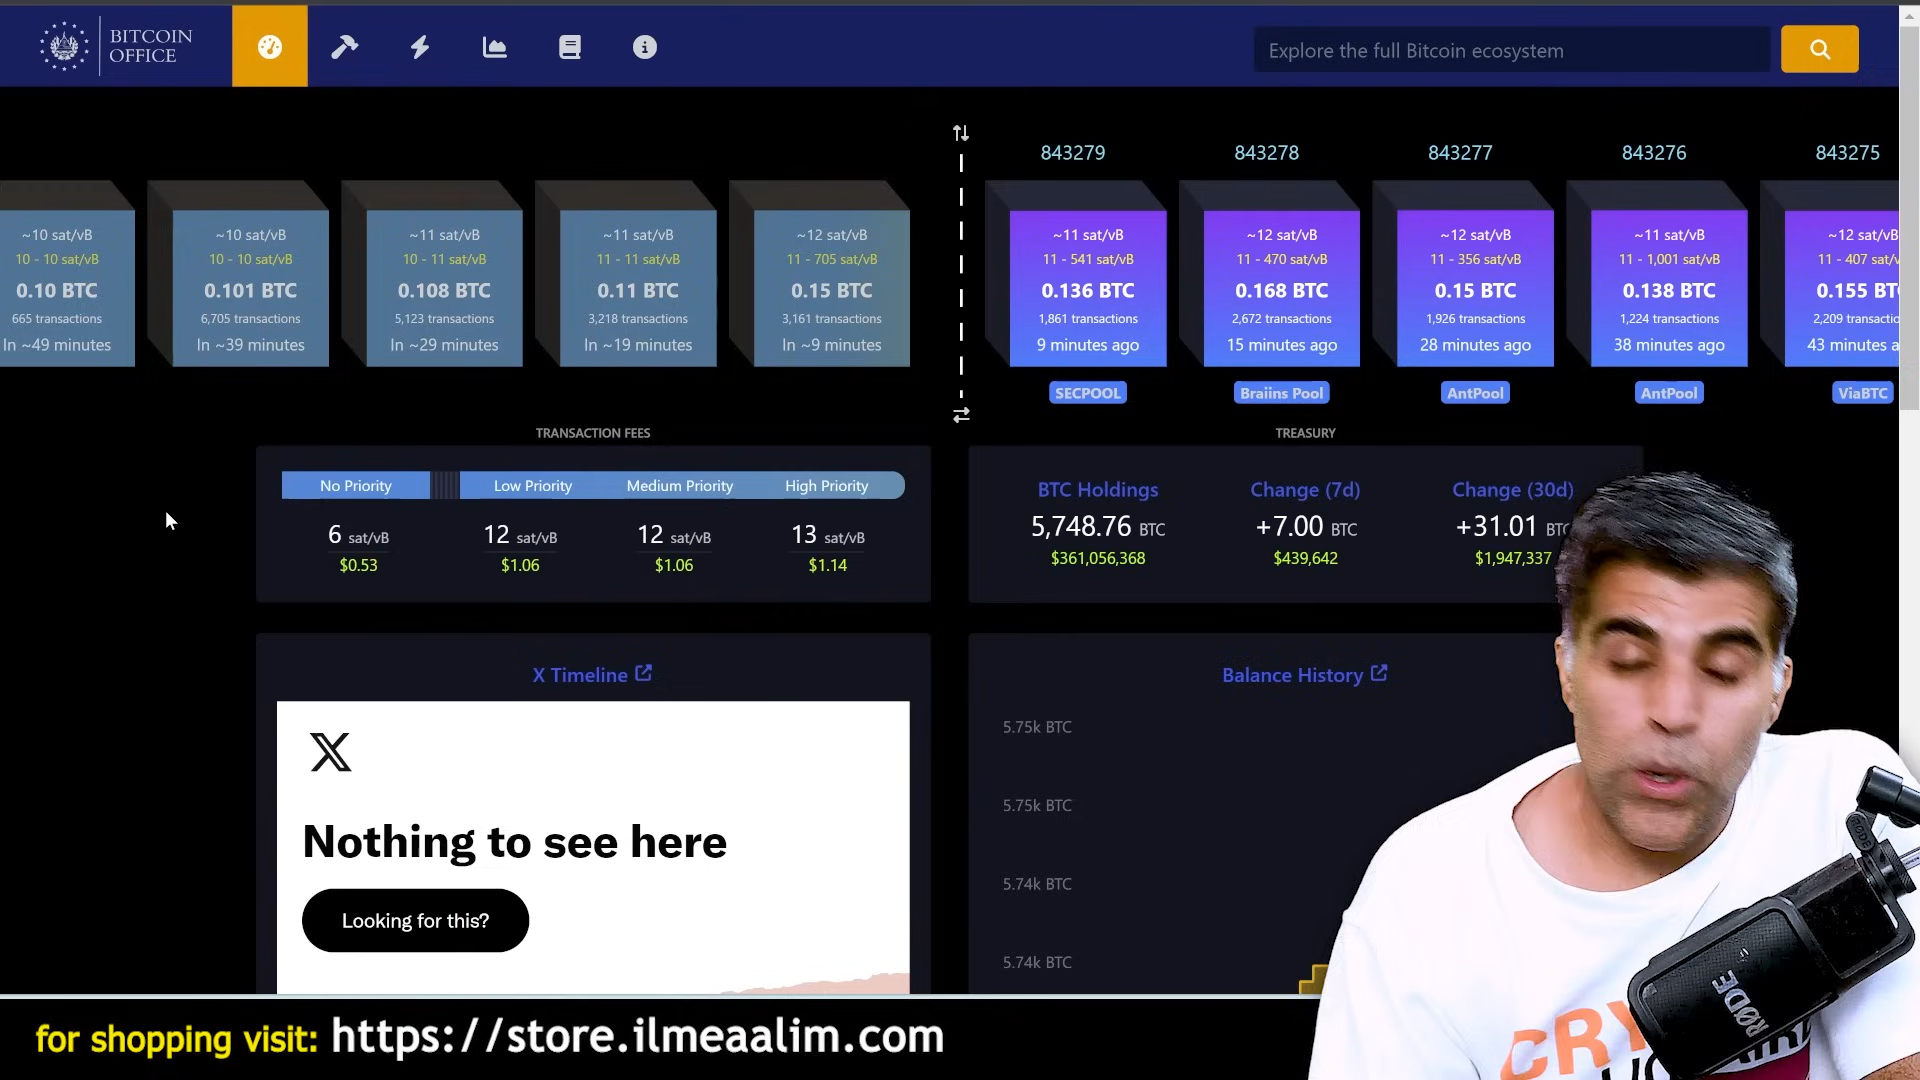 BITCOIN
OFFICE
Explore the full Bitcoin ecosystem
843279
843278
843277
843276
843275
~10 sat/vB
10 - 10 sat/vB
0.10 BTC
665 transactions
In ~49 minutes
~10 sat/vB
10 - 10 sat/vB
0.101 BTC
6,705 transactions
In ~39 minutes
~11 sat/vB
10 - 11 sat/vB
0.108 BTC
5,123 transactions
In ~29 minutes
~11 sat/vB
11 - 11 sat/vB
0.11 BTC
3,218 transactions
In ~19 minutes
~12 sat/vB
11 - 705 sat/vB
0.15 BTC
3,161 transactions
In ~9 minutes
~11 sat/vB
11 - 541 sat/vB
0.136 BTC
1,861 transactions
9 minutes ago
SECPOOL
~12 sat/vB
11 - 470 sat/vB
0.168 BTC
2,672 transactions
15 minutes ago
Braiins Pool
~12 sat/vB
11 - 356 sat/vB
0.15 BTC
1,926 transactions
28 minutes ago
AntPool
~11 sat/vB
11 - 1,001 sat/vB
0.138 BTC
1,224 transactions
38 minutes ago
AntPool
~12 sat/vB
11 - 407 sat/v
0.155 BT
2,209 transactio
43 minutes a
ViaBTC
TRANSACTION FEES
No Priority Low Priority Medium Priority High Priority
6 sat/vB 12 sat/vB 12 sat/vB 13 sat/vB
$0.53 $1.06 $1.06 $1.14
TREASURY
BTC Holdings Change (7d) Change (30d)
5,748.76 BTC +7.00 BTC +31.01 BTC
$361,056,368 $439,642 $1,947,337
X Timeline
Nothing to see here
Looking for this?
Balance History
5.75k BTC
5.75k BTC
5.74k BTC
5.74k BTC
RØDE
for shopping visit: https://store.ilmeaalim.com